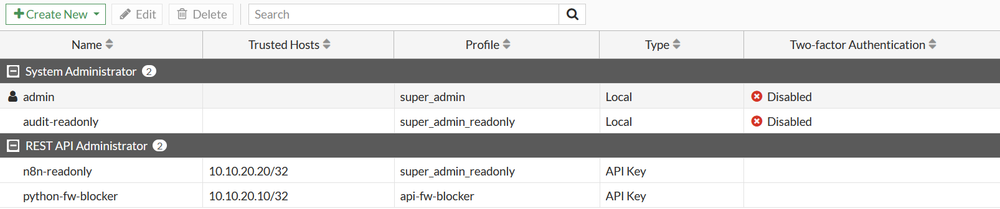 Create New Edit Delete Search
Name Trusted Hosts Profile Type Two-factor Authentication
System Administrator 2
admin super_admin Local Disabled
audit-readonly super_admin_readonly Local Disabled
REST API Administrator 2
n8n-readonly 10.10.20.20/32 super_admin_readonly API Key
python-fw-blocker 10.10.20.10/32 api-fw-blocker API Key